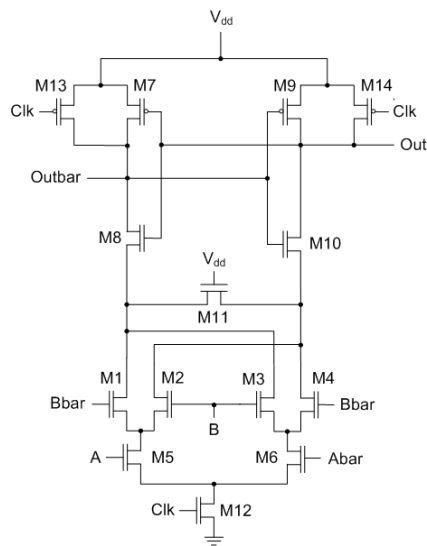 Vdd
M13 M7 M9 M14
Clk Clk
Out
Outbar
M8 M10
Vdd
M11
M1 M2 M3 M4
Bbar Bbar
B
A M5 M6 Abar
Clk M12